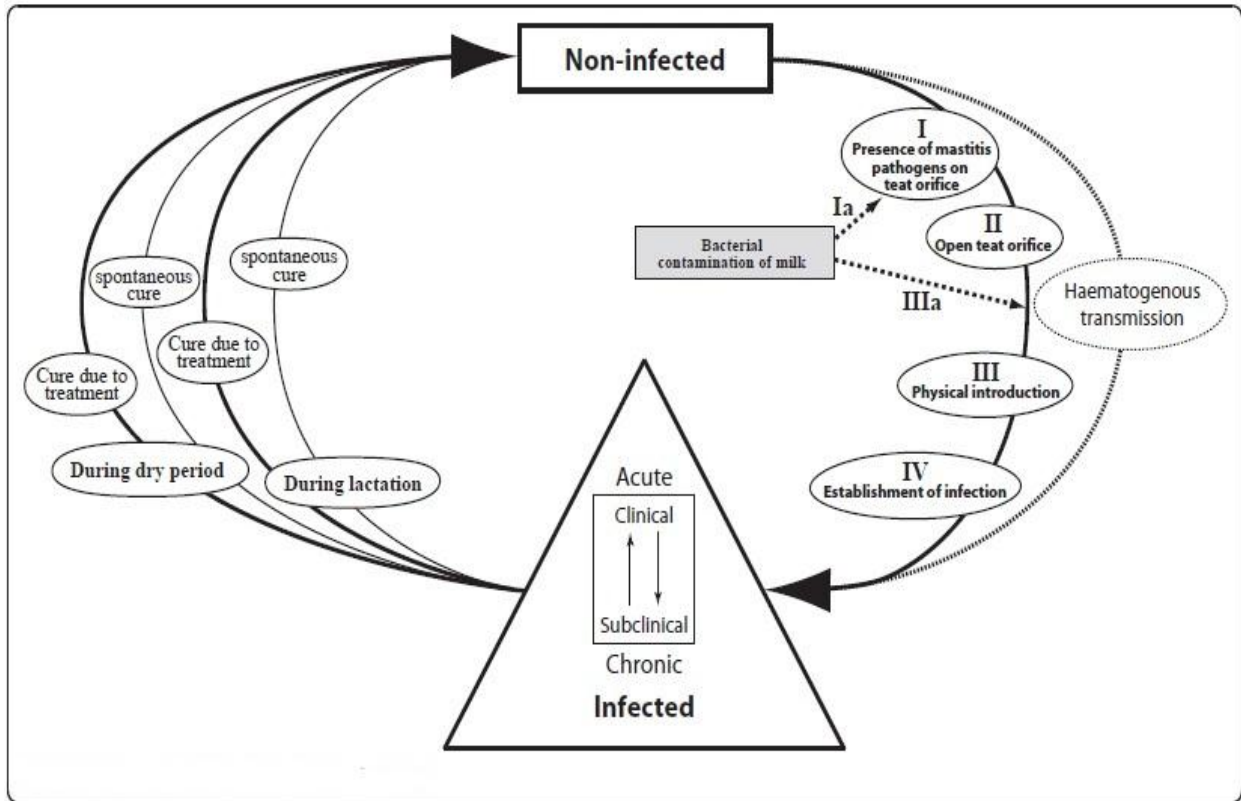 Non-infected
I
Presence of mastitis
pathogens on
teat orifice
Ia
II
Open teat orifice
Bacterial
contamination of milk
IIIa
Haematogenous
transmission
III
Physical introduction
IV
Establishment of infection
spontaneous
cure
spontaneous
cure
Cure due to
treatment
Cure due to
treatment
During dry period
During lactation
Acute
Clinical
Subclinical
Chronic
Infected